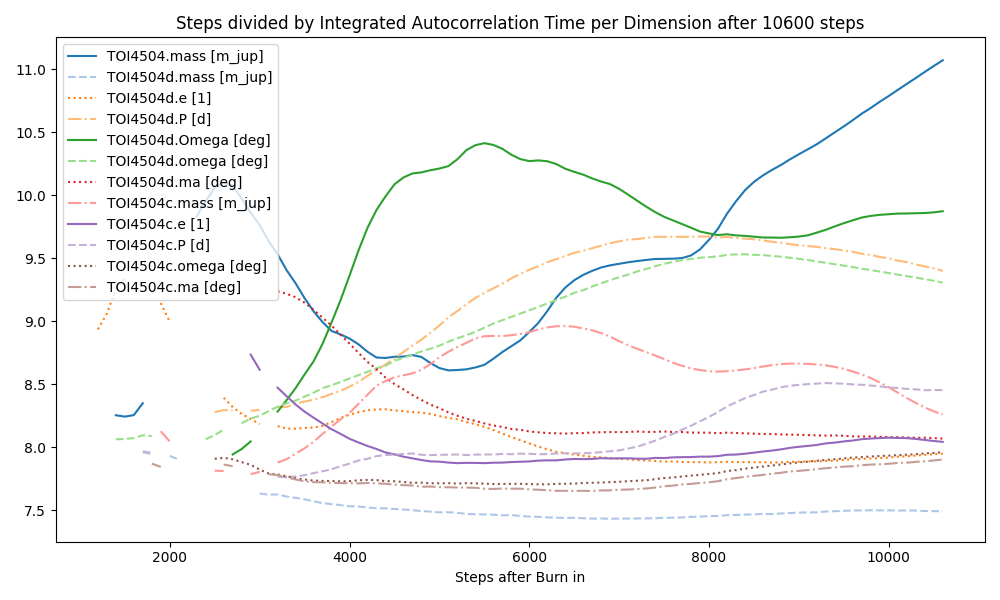 Steps divided by Integrated Autocorrelation Time per Dimension after 10600 steps
TOI4504.mass [m_jup]
TOI4504d.mass [m_jup]
TOI4504d.e [1]
TOI4504d.P [d]
TOI4504d.Omega [deg]
TOI4504d.omega [deg]
TOI4504d.ma [deg]
TOI4504c.mass [m_jup]
TOI4504c.e [1]
TOI4504c.P [d]
TOI4504c.omega [deg]
TOI4504c.ma [deg]
11.0
10.5
10.0
9.5
9.0
8.5
8.0
7.5
2000 4000 6000 8000 10000
Steps after Burn in